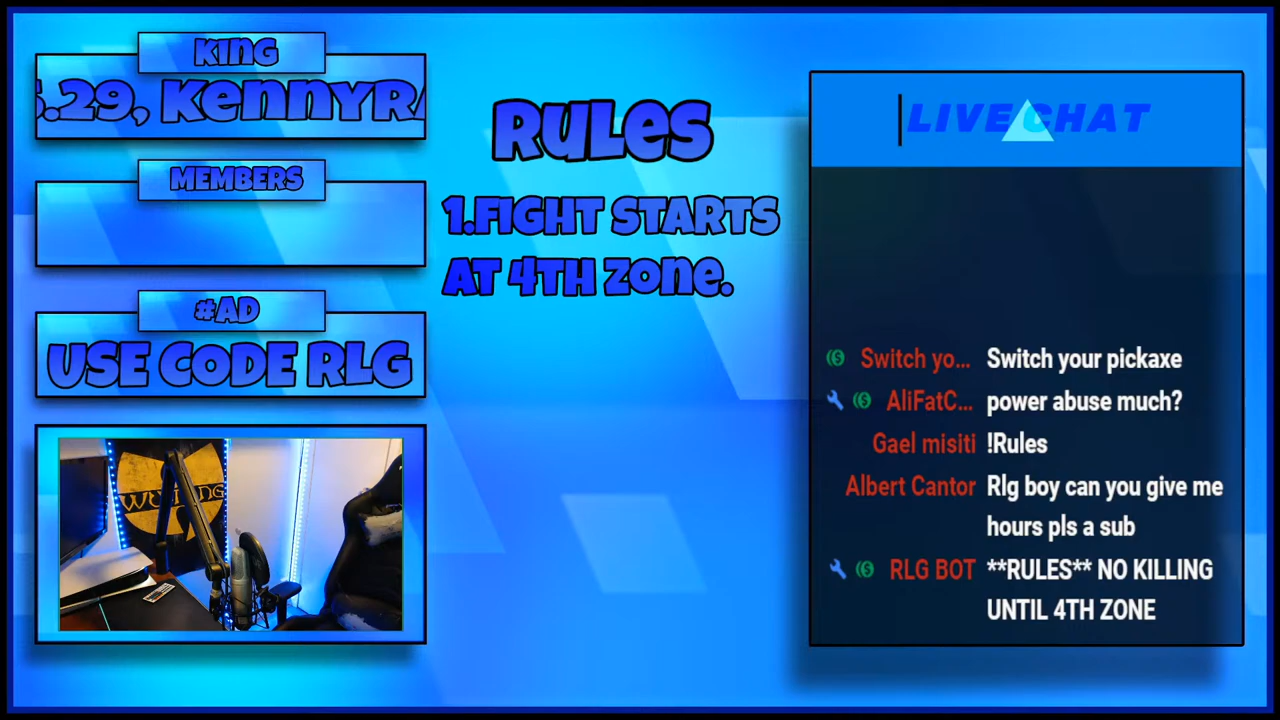 KING
.29, KENNYR
MEMBERS
#AD
USE CODE RLG
RULES
1.FIGHT STARTS
AT 4TH ZONE.
LIVE CHAT
Switch yo... Switch your pickaxe
AliFatC... power abuse much?
Gael misiti !Rules
Albert Cantor Rlg boy can you give me
hours pls a sub
RLG BOT **RULES** NO KILLING
UNTIL 4TH ZONE